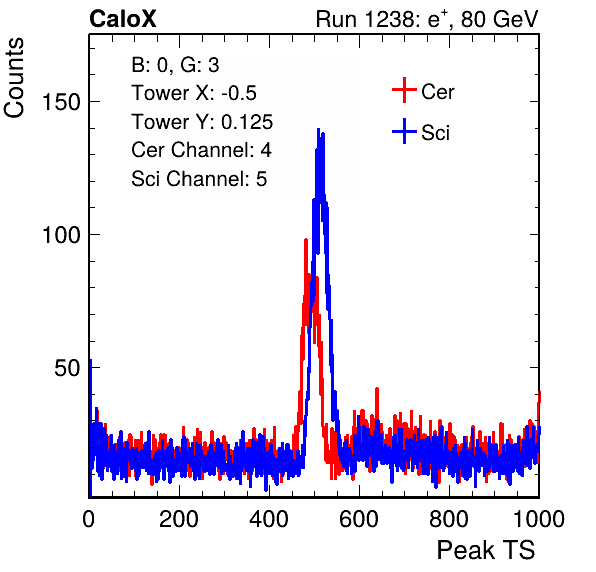 CaloX
Run 1238: e+, 80 GeV
Counts
B: 0, G: 3
Tower X: -0.5
Tower Y: 0.125
Cer Channel: 4
Sci Channel: 5
Cer
Sci
150
100
50
0 200 400 600 800 1000
Peak TS